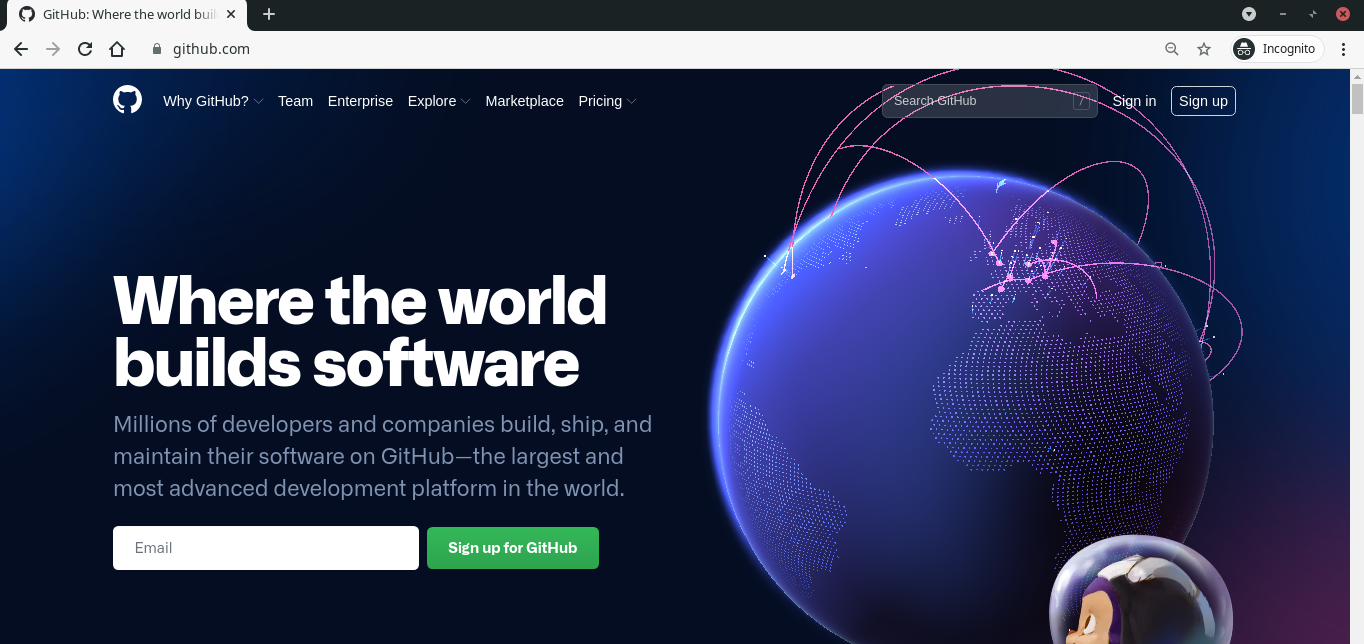 GitHub: Where the world buil
github.com
Incognito
Why GitHub? Team Enterprise Explore Marketplace Pricing Search GitHub / Sign in Sign up
Where the world
builds software
Millions of developers and companies build, ship, and
maintain their software on GitHub—the largest and
most advanced development platform in the world.
Email Sign up for GitHub